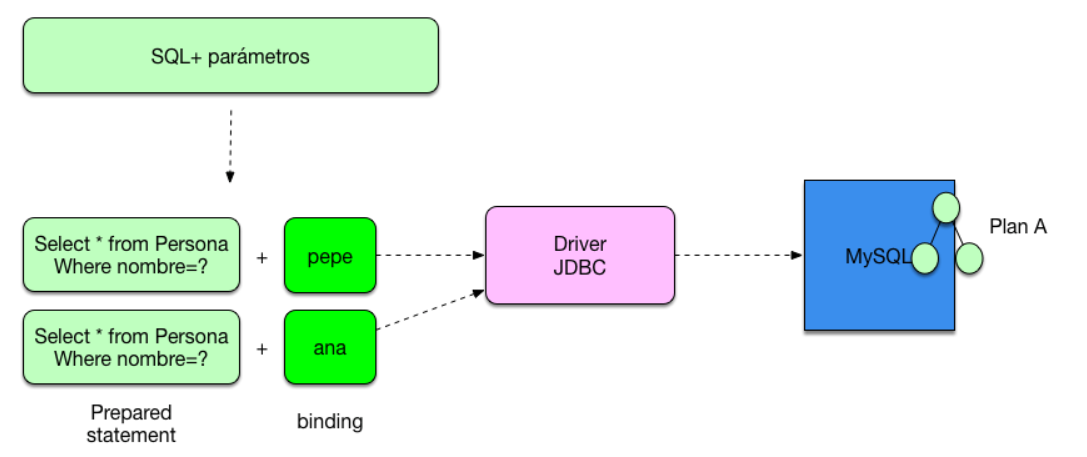 SQL+ parámetros
Select * from Persona
Where nombre=?
+
pepe
Select * from Persona
Where nombre=?
+
ana
Prepared
statement
binding
Driver
JDBC
MySQL
Plan A